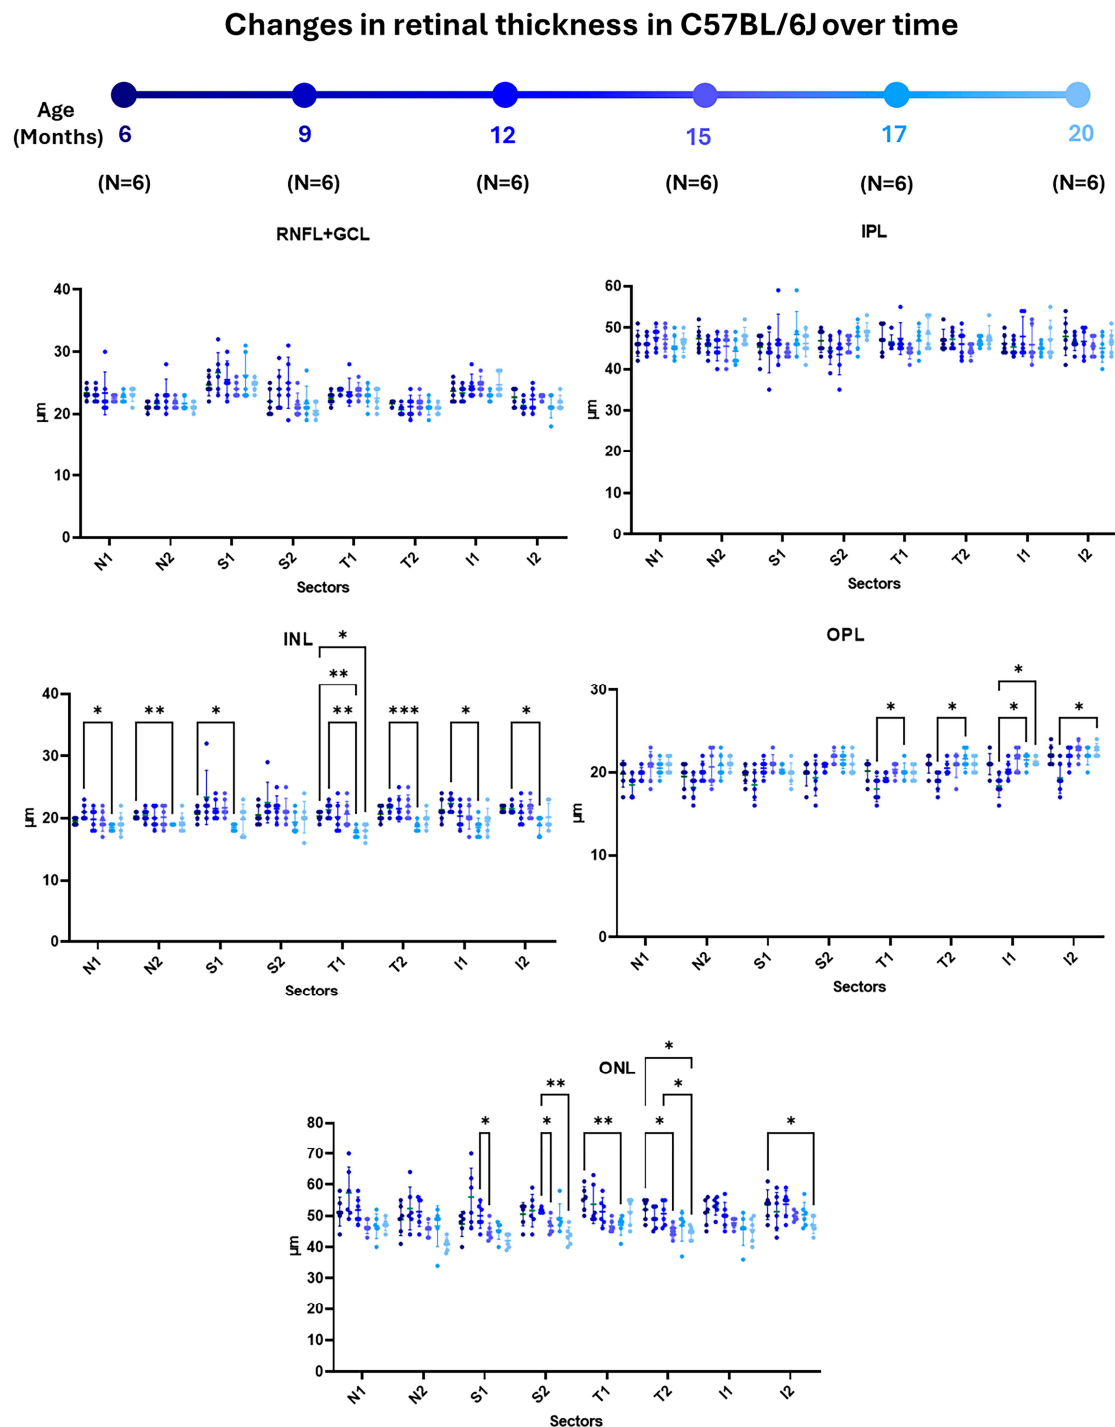 Changes in retinal thickness in C57BL/6J over time
Age
(Months) 6 9 12 15 17 20
(N=6) (N=6) (N=6) (N=6) (N=6) (N=6)
RNFL+GCL
40
30
20
10
0
µm
N1 N2 S1 S2 T1 T2 I1 I2
Sectors
IPL
60
50
40
30
20
10
0
µm
N1 N2 S1 S2 T1 T2 I1 I2
Sectors
INL
*
**
* ** * ** *** * *
40
30
20
10
0
µm
N1 N2 S1 S2 T1 T2 I1 I2
Sectors
OPL
*
* * * *
30
20
10
0
µm
N1 N2 S1 S2 T1 T2 I1 I2
Sectors
ONL
*
** *
* * ** * *
80
70
60
50
40
30
20
10
0
µm
N1 N2 S1 S2 T1 T2 I1 I2
Sectors